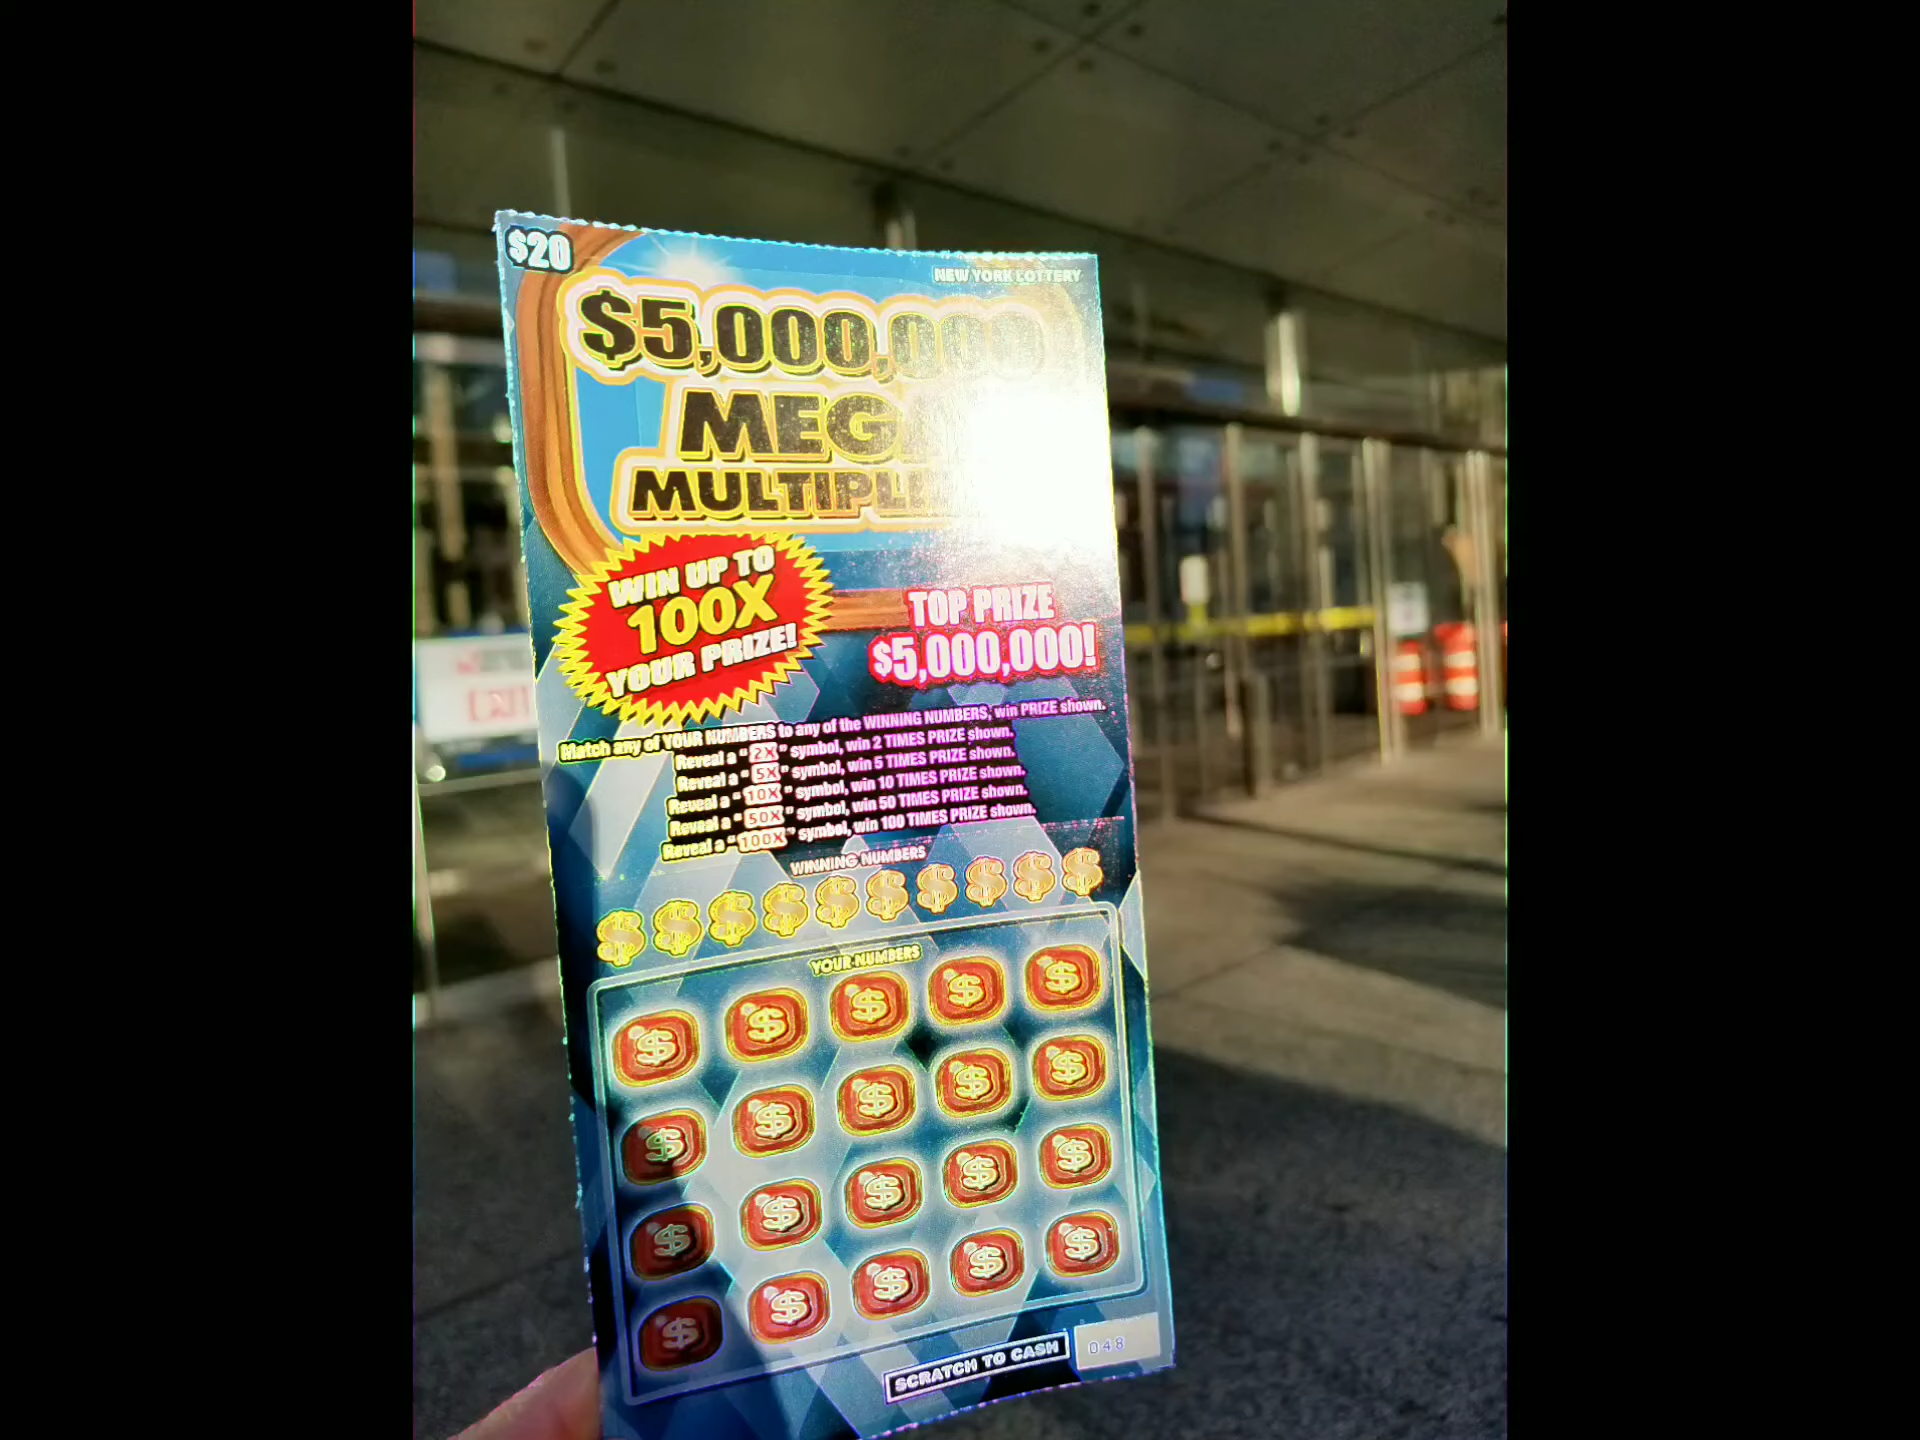 $20
NEW YORK LOTTERY
$5,000,000
MEGA
MULTIPLIER
WIN UP TO
100X
YOUR PRIZE!
TOP PRIZE
$5,000,000!
Match any of YOUR NUMBERS to any of the WINNING NUMBERS, win PRIZE shown.
Reveal a "2X" symbol, win 2 TIMES PRIZE shown.
Reveal a "5X" symbol, win 5 TIMES PRIZE shown.
Reveal a "10X" symbol, win 10 TIMES PRIZE shown.
Reveal a "50X" symbol, win 50 TIMES PRIZE shown.
Reveal a "100X" symbol, win 100 TIMES PRIZE shown.
WINNING NUMBERS
$ $ $ $ $ $ $ $ $ $
YOUR NUMBERS
$ $ $ $ $
$ $ $ $ $
$ $ $ $ $
$ $ $ $ $
SCRATCH TO CASH
048
EXIT